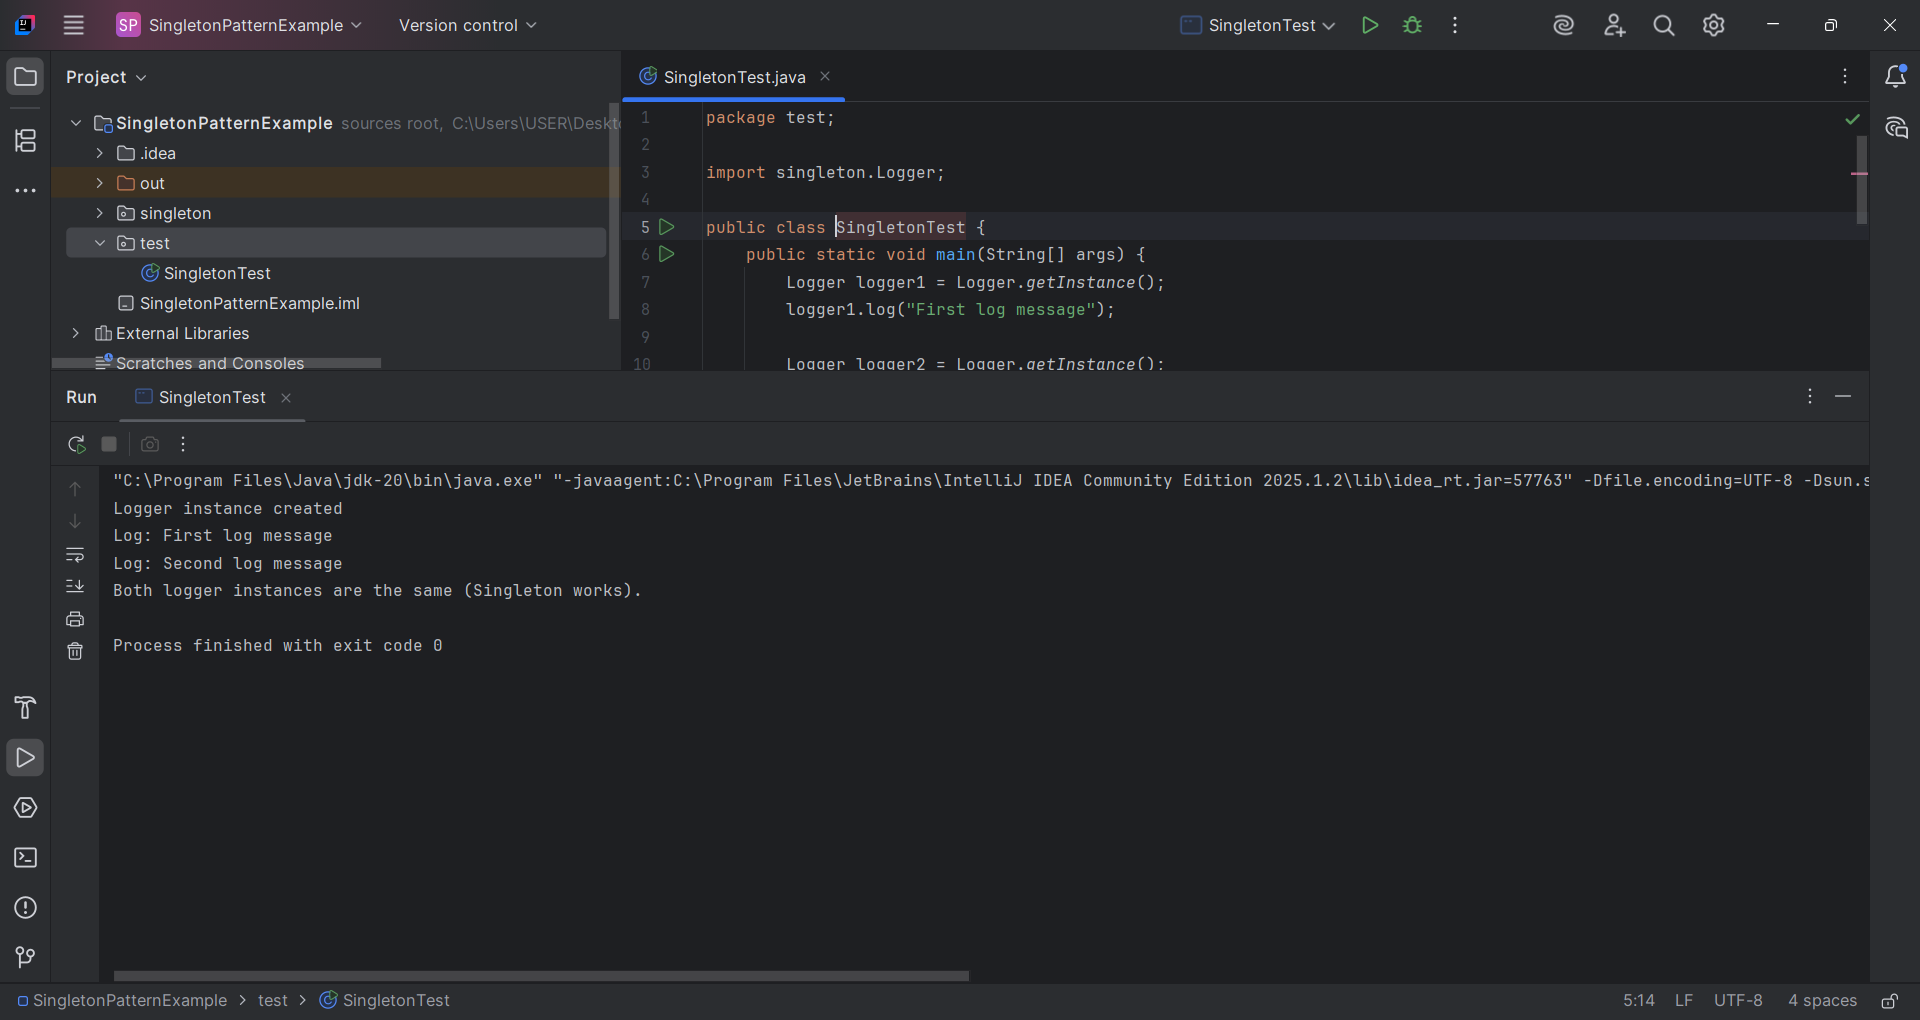 SP SingletonPatternExample Version control SingletonTest
Project
SingletonPatternExample sources root, C:\Users\USER\Deskto
.idea
out
singleton
test
SingletonTest
SingletonPatternExample.iml
External Libraries
Scratches and Consoles
SingletonTest.java
1 package test;
2
3 import singleton.Logger;
4
5 public class SingletonTest {
6 public static void main(String[] args) {
7 Logger logger1 = Logger.getInstance();
8 logger1.log("First log message");
9
10 Logger logger2 = Logger.getInstance();
Run SingletonTest
"C:\Program Files\Java\jdk-20\bin\java.exe" "-javaagent:C:\Program Files\JetBrains\IntelliJ IDEA Community Edition 2025.1.2\lib\idea_rt.jar=57763" -Dfile.encoding=UTF-8 -Dsun.s
Logger instance created
Log: First log message
Log: Second log message
Both logger instances are the same (Singleton works).
Process finished with exit code 0
SingletonPatternExample > test > SingletonTest
5:14 LF UTF-8 4 spaces